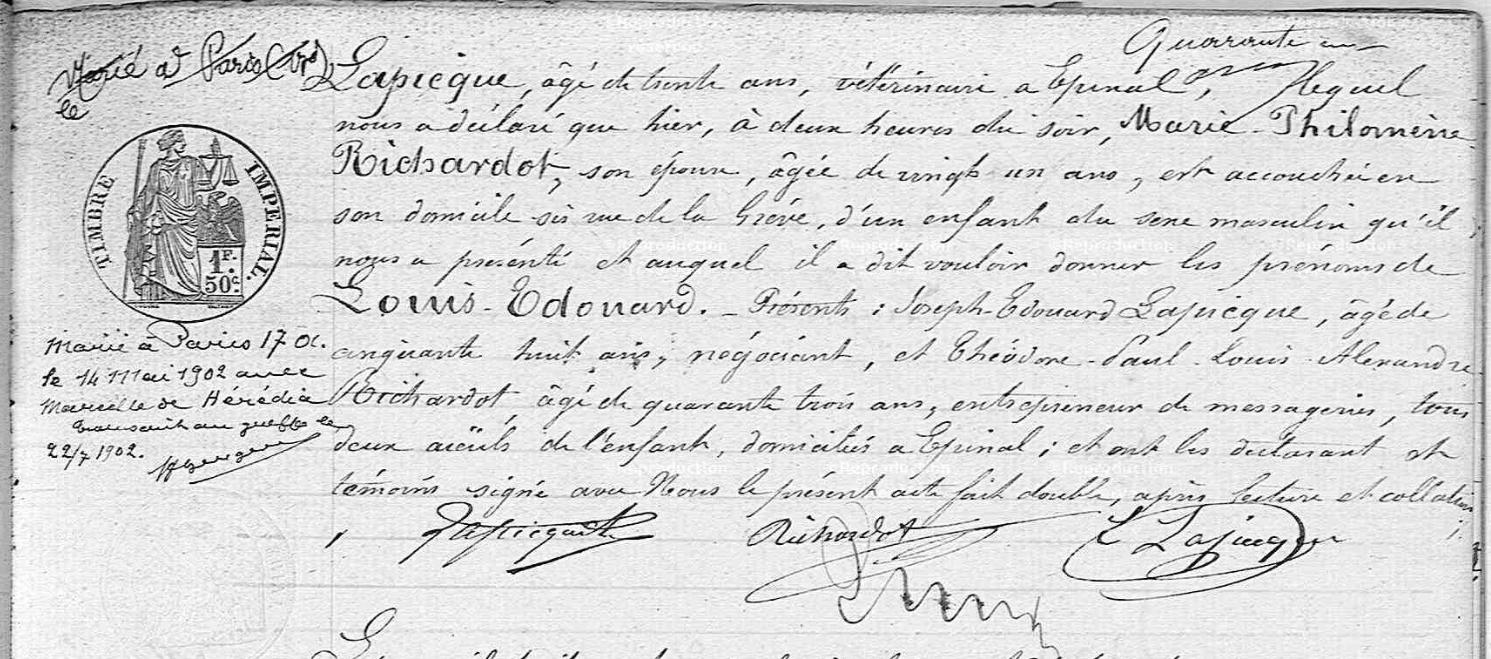 Quarante un
Marié à Paris (
le
Lapicque, âgé de trente ans, vétérinaire a Epinal, lequel
nous a déclaré que hier, à deux heures du soir, Marie-Philomène
Richardot, son épouse, âgée de vingt un ans, est accouchée en
son domicile sis rue de la Grève, d'un enfant du sexe masculin qu'il
nous a présenté et auquel il a dit vouloir donner les prénoms de
Louis-Edouard. - Présents : Joseph-Edouard Lapicque, âgé de
cinquante huit ans, négociant, et Théodore-Paul-Louis-Alexandre
Richardot, âgé de quarante trois ans, entrepreneur de messageries, tous
deux aïeuls de l'enfant, domiciliés a Epinal ; et ont les déclarant et
témoins signé avec Nous le présent acte fait double, après lecture et collation
TIMBRE IMPERIAL.
1F.
50c
Marié à Paris 17e
le 14 Mai 1902 avec
Marcelle de Hérédia
transcrit au greffe le
22/7 1902.
Lapicque Richardot Lapicque
Reproduction